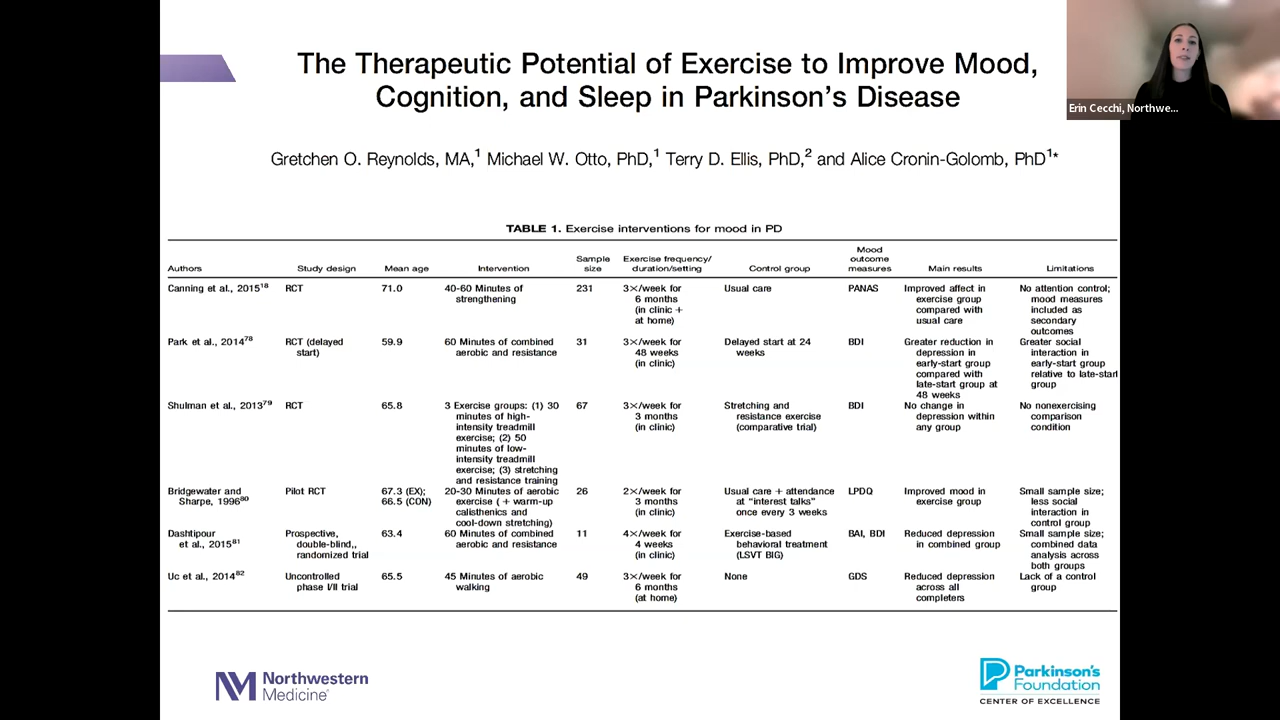 The Therapeutic Potential of Exercise to Improve Mood,
Cognition, and Sleep in Parkinson's Disease
Erin Cecchi, Northwe...
Gretchen O. Reynolds, MA,1 Michael W. Otto, PhD,1 Terry D. Ellis, PhD,2 and Alice Cronin-Golomb, PhD1*
TABLE 1. Exercise interventions for mood in PD
Authors
Study design
Mean age
Intervention
Sample
size
Exercise frequency/
duration/setting
Control group
Mood
outcome
measures
Main results
Limitations
Canning et al., 201518
RCT
71.0
40-60 Minutes of
strengthening
231
3×/week for
6 months
(in clinic +
at home)
Usual care
PANAS
Improved affect in
exercise group
compared with
usual care
No attention control;
mood measures
included as
secondary
outcomes
Park et al., 201478
RCT (delayed
start)
59.9
60 Minutes of combined
aerobic and resistance
31
3×/week for
48 weeks
(in clinic)
Delayed start at 24
weeks
BDI
Greater reduction in
depression in
early-start group
compared with
late-start group at
48 weeks
Greater social
interaction in
early-start group
relative to late-start
group
Shulman et al., 201379
RCT
65.8
3 Exercise groups: (1) 30
minutes of high-
intensity treadmill
exercise; (2) 50
minutes of low-
intensity treadmill
exercise; (3) stretching
and resistance training
67
3×/week for
3 months
(in clinic)
Stretching and
resistance exercise
(comparative trial)
BDI
No change in
depression within
any group
No nonexercising
comparison
condition
Bridgewater and
Sharpe, 199680
Pilot RCT
67.3 (EX);
66.5 (CON)
20-30 Minutes of aerobic
exercise ( + warm-up
calisthenics and
cool-down stretching)
26
2×/week for
3 months
(in clinic)
Usual care + attendance
at "interest talks"
once every 3 weeks
LPDQ
Improved mood in
exercise group
Small sample size;
less social
interaction in
control group
Dashtipour
et al., 201581
Prospective,
double-blind,,
randomized trial
63.4
60 Minutes of combined
aerobic and resistance
11
4×/week for
4 weeks
(in clinic)
Exercise-based
behavioral treatment
(LSVT BIG)
BAI, BDI
Reduced depression
in combined group
Small sample size;
combined data
analysis across
both groups
Uc et al., 201482
Uncontrolled
phase I/II trial
65.5
45 Minutes of aerobic
walking
49
3×/week for
6 months
(at home)
None
GDS
Reduced depression
across all
completers
Lack of a control
group
Northwestern
Medicine®
Parkinson's
Foundation
CENTER OF EXCELLENCE